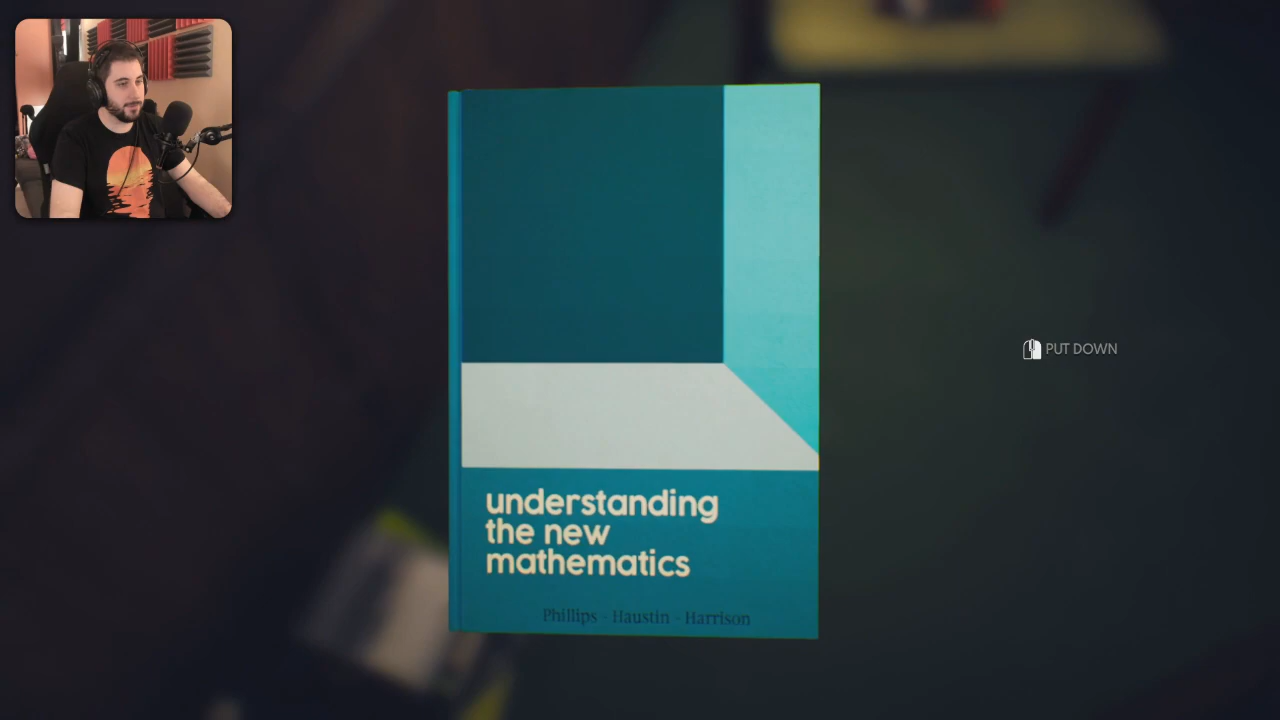 understanding
the new
mathematics
Phillips - Haustin - Harrison
PUT DOWN